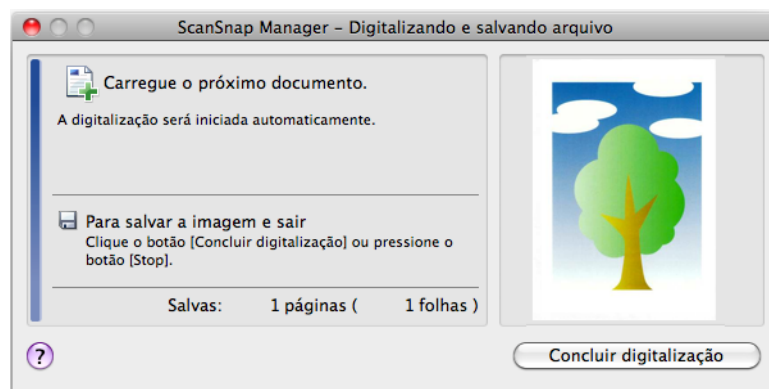 ScanSnap Manager – Digitalizando e salvando arquivo
Carregue o próximo documento.
A digitalização será iniciada automaticamente.
Para salvar a imagem e sair
Clique o botão [Concluir digitalização] ou pressione o
botão [Stop].
Salvas: 1 páginas ( 1 folhas )
? Concluir digitalização